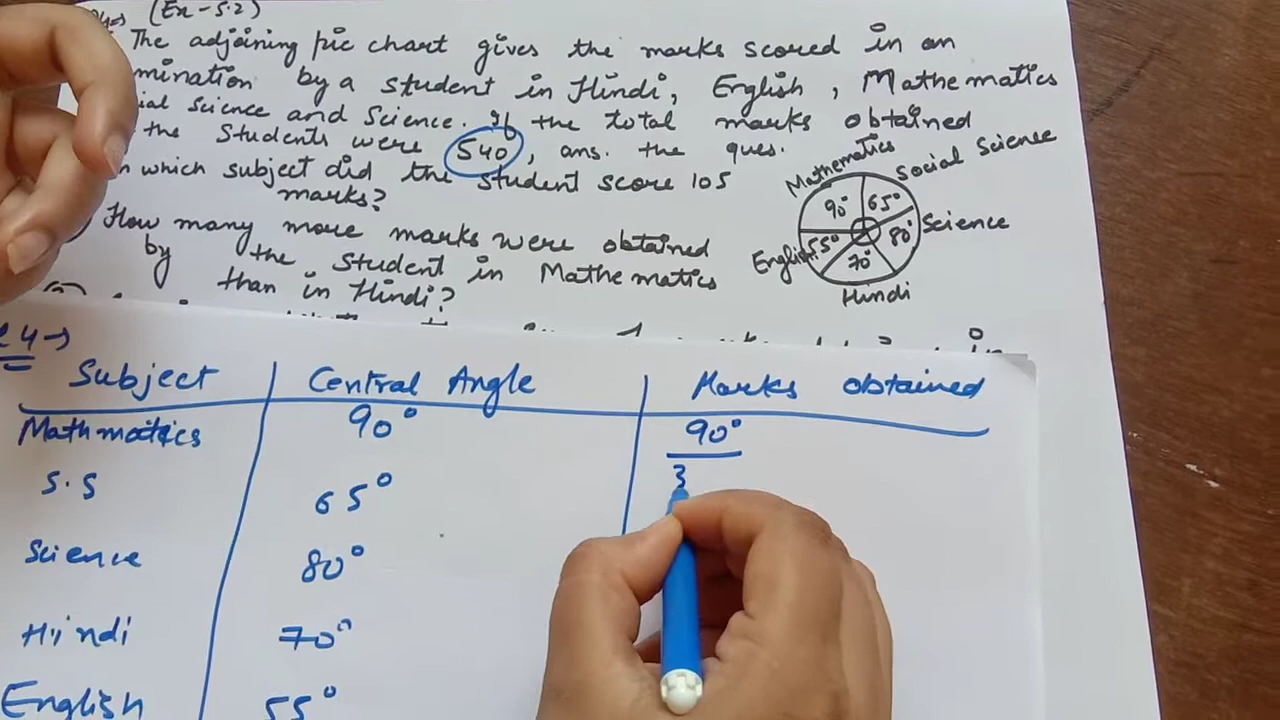 (Ex-5.2)
The adjoining pie chart gives the marks scored in an
mination by a student in Hindi, English, Mathematics
ial Science and Science. If the total marks obtained
the students were 540, ans. the ques.
n which subject did the student score 105
marks?
How many more marks were obtained
by the student in Mathematics
than in Hindi?
Mathematics
Social Science
90°
65°
Science
80°
English
55°
70°
Hindi
4→
Subject Central Angle Marks obtained
Mathmatics 90° 90°
3
S.S 65°
Science 80°
Hindi 70°
English 55°